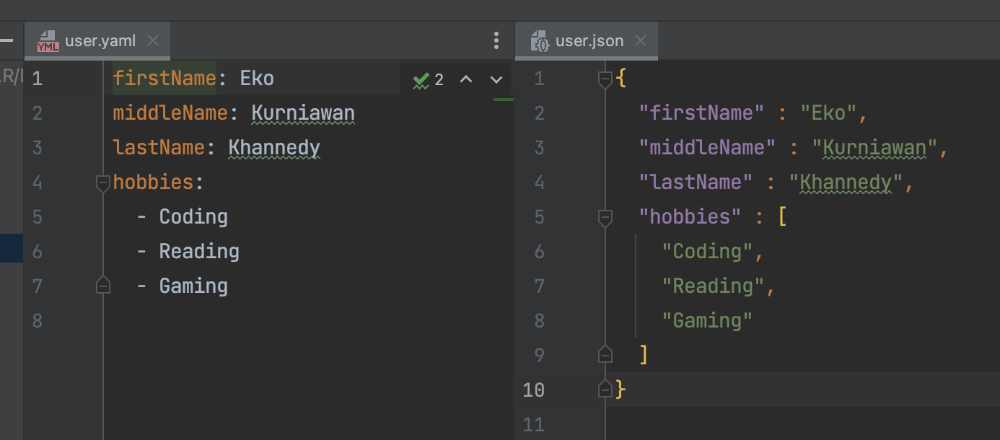 user.yaml
1 firstName: Eko
2 middleName: Kurniawan
3 lastName: Khannedy
4 hobbies:
5 - Coding
6 - Reading
7 - Gaming
8
2
YML
user.json
1 {
2 "firstName" : "Eko",
3 "middleName" : "Kurniawan",
4 "lastName" : "Khannedy",
5 "hobbies" : [
6 "Coding",
7 "Reading",
8 "Gaming"
9 ]
10 }
11